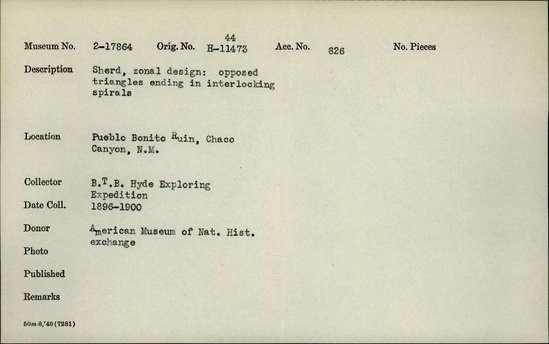 44
Museum No. 2-17864 Orig. No. H-11473 Acc. No. 826 No. Pieces
Description Sherd, zonal design: opposed
triangles ending in interlocking
spirals
Location Pueblo Bonito Ruin, Chaco
Canyon, N.M.
Collector B.T.B. Hyde Exploring
Expedition
Date Coll. 1896-1900
Donor American Museum of Nat. Hist.
exchange
Photo
Published
Remarks
50m-8,'40(7281)